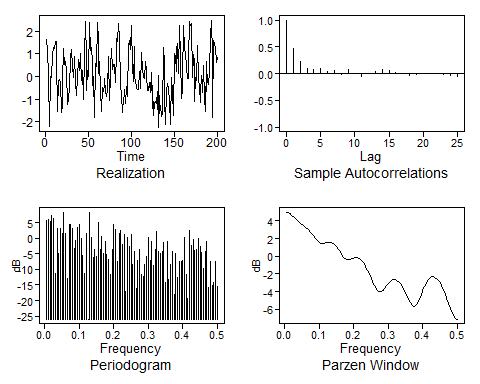 2
1
0
-1
-2
0 50 100 150 200
Time
Realization
1.0
0.5
0.0
-0.5
-1.0
0 5 10 15 20 25
Lag
Sample Autocorrelations
dB
5
0
-5
-10
-15
-20
-25
0.0 0.1 0.2 0.3 0.4 0.5
Frequency
Periodogram
dB
4
2
0
-2
-4
-6
0.0 0.1 0.2 0.3 0.4 0.5
Frequency
Parzen Window